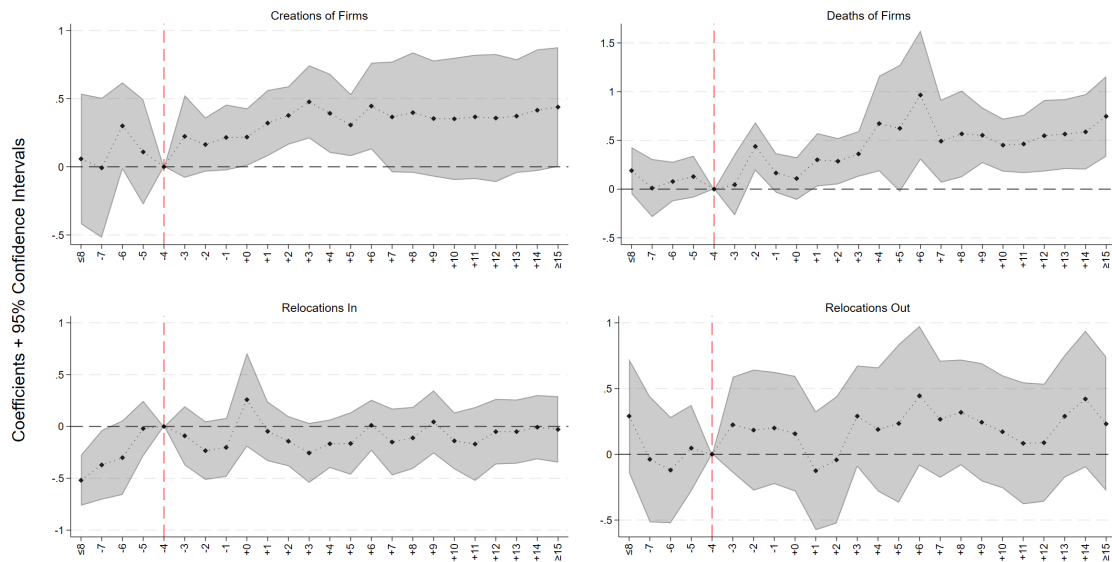 Coefficients + 95% Confidence Intervals
Creations of Firms
1
.5
0
-.5
≤8 -7 -6 -5 -4 -3 -2 -1 +0 +1 +2 +3 +4 +5 +6 +7 +8 +9 +10 +11 +12 +13 +14 ≥15
Deaths of Firms
1.5
1
.5
0
-.5
≤8 -7 -6 -5 -4 -3 -2 -1 +0 +1 +2 +3 +4 +5 +6 +7 +8 +9 +10 +11 +12 +13 +14 ≥15
Relocations In
1
.5
0
-.5
-1
≤8 -7 -6 -5 -4 -3 -2 -1 +0 +1 +2 +3 +4 +5 +6 +7 +8 +9 +10 +11 +12 +13 +14 ≥15
Relocations Out
1
.5
0
-.5
≤8 -7 -6 -5 -4 -3 -2 -1 +0 +1 +2 +3 +4 +5 +6 +7 +8 +9 +10 +11 +12 +13 +14 ≥15